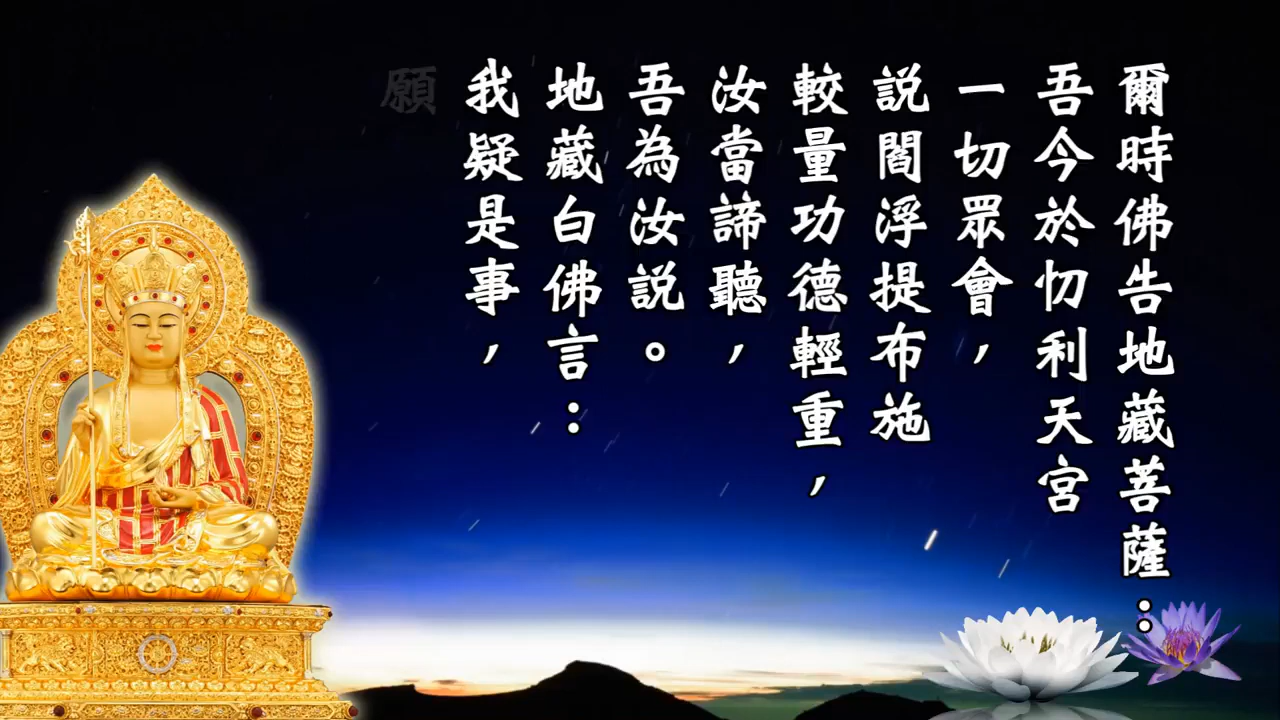 爾時佛告地藏菩薩：
吾今於忉利天宮
一切眾會，
説閻浮提布施
較量功德輕重，
汝當諦聽，
吾為汝説。
地藏白佛言：
我疑是事，
願